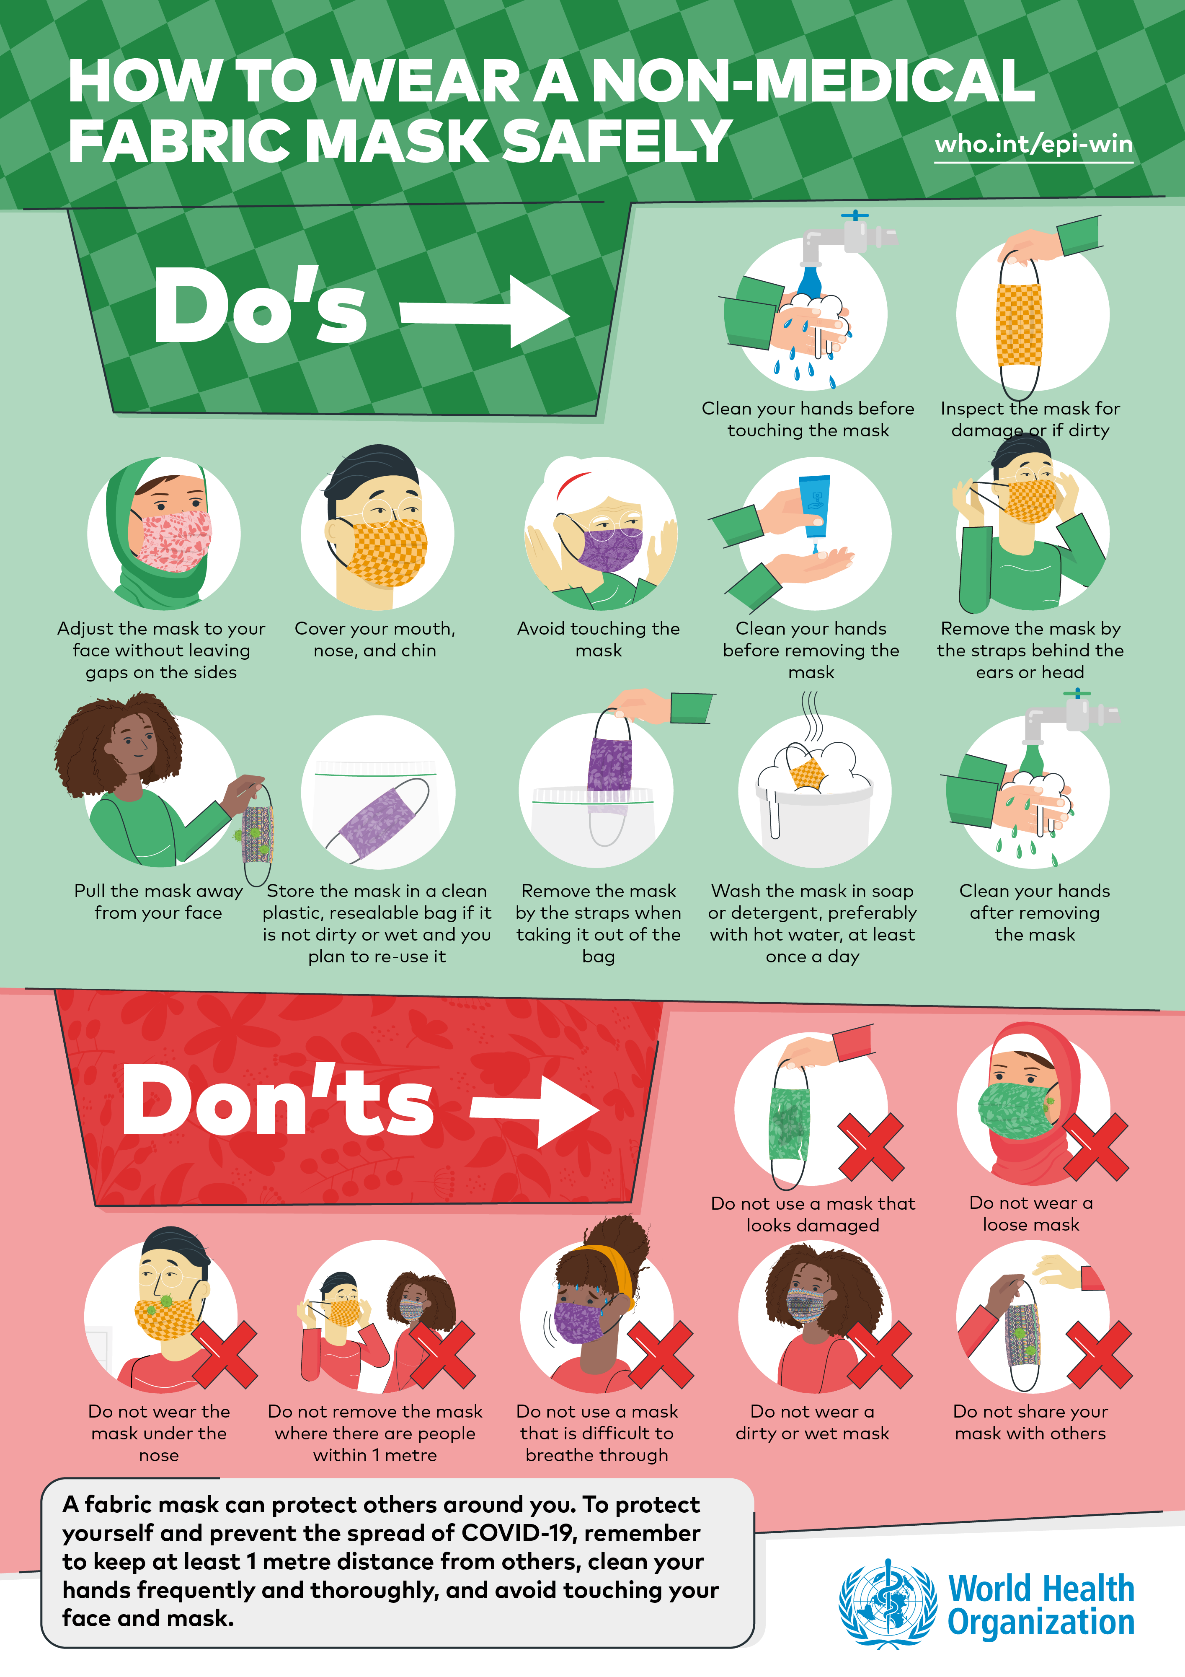 HOW TO WEAR A NON-MEDICAL
FABRIC MASK SAFELY
who.int/epi-win
Do's
Clean your hands before
touching the mask
Inspect the mask for
damage or if dirty
Adjust the mask to your
face without leaving
gaps on the sides
Cover your mouth,
nose, and chin
Avoid touching the
mask
Clean your hands
before removing the
mask
Remove the mask by
the straps behind the
ears or head
Pull the mask away
from your face
Store the mask in a clean
plastic, resealable bag if it
is not dirty or wet and you
plan to re-use it
Remove the mask
by the straps when
taking it out of the
bag
Wash the mask in soap
or detergent, preferably
with hot water, at least
once a day
Clean your hands
after removing
the mask
Don'ts
Do not use a mask that
looks damaged
Do not wear a
loose mask
Do not wear the
mask under the
nose
Do not remove the mask
where there are people
within 1 metre
Do not use a mask
that is difficult to
breathe through
Do not wear a
dirty or wet mask
Do not share your
mask with others
A fabric mask can protect others around you. To protect
yourself and prevent the spread of COVID-19, remember
to keep at least 1 metre distance from others, clean your
hands frequently and thoroughly, and avoid touching your
face and mask.
World Health
Organization